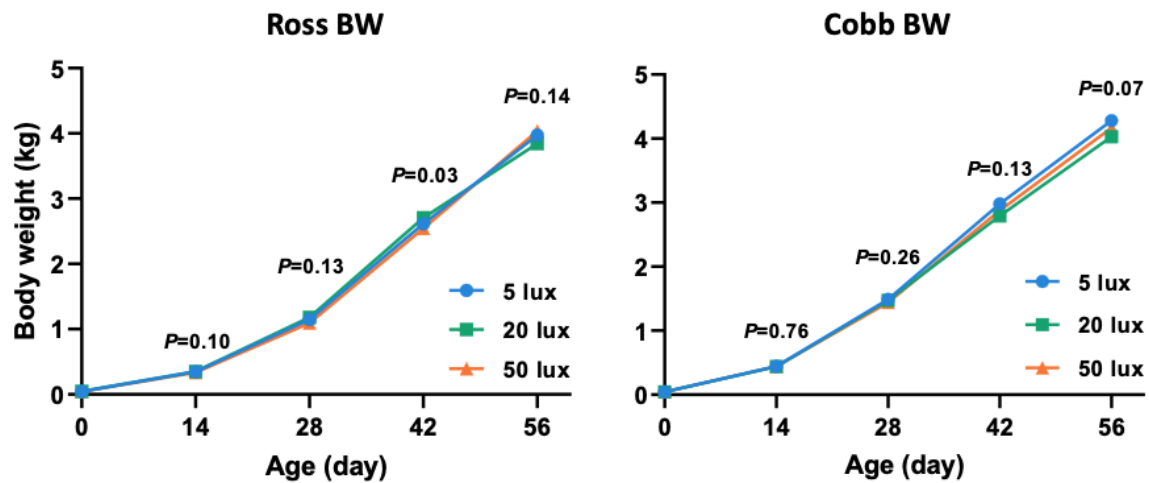 Ross BW
5
4
3
2
1
0
Body weight (kg)
P=0.10
P=0.13
P=0.03
P=0.14
5 lux
20 lux
50 lux
0 14 28 42 56
Age (day)
Cobb BW
5
4
3
2
1
0
P=0.76
P=0.26
P=0.13
P=0.07
5 lux
20 lux
50 lux
0 14 28 42 56
Age (day)